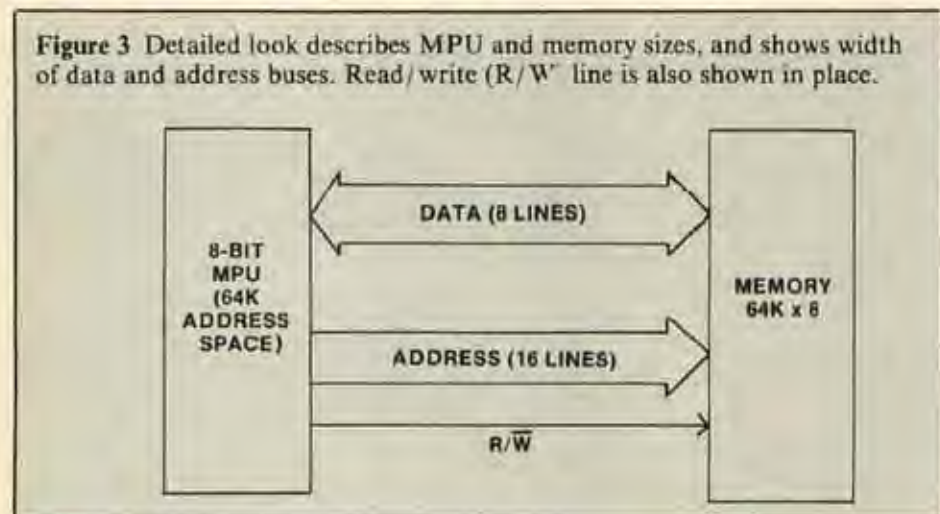 Figure 3 Detailed look describes MPU and memory sizes, and shows width
of data and address buses. Read/write (R/W line is also shown in place.
DATA (8 LINES)
8-BIT
MPU
(64K
ADDRESS
SPACE)
MEMORY
64K x 8
ADDRESS (16 LINES)
R/W̅